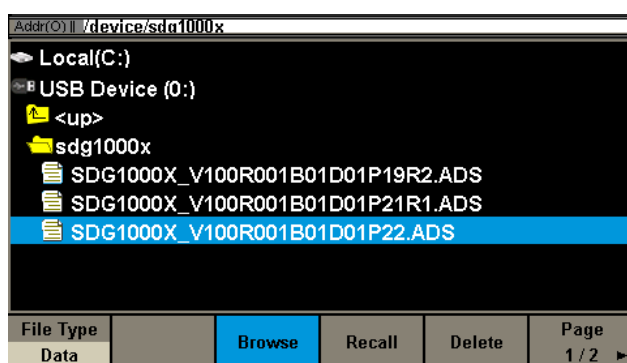 Addr(O) || /device/sdg1000x
Local(C:)
USB Device (0:)
<up>
sdg1000x
SDG1000X_V100R001B01D01P19R2.ADS
SDG1000X_V100R001B01D01P21R1.ADS
SDG1000X_V100R001B01D01P22.ADS
File Type
Data
Browse
Recall
Delete
Page
1/2